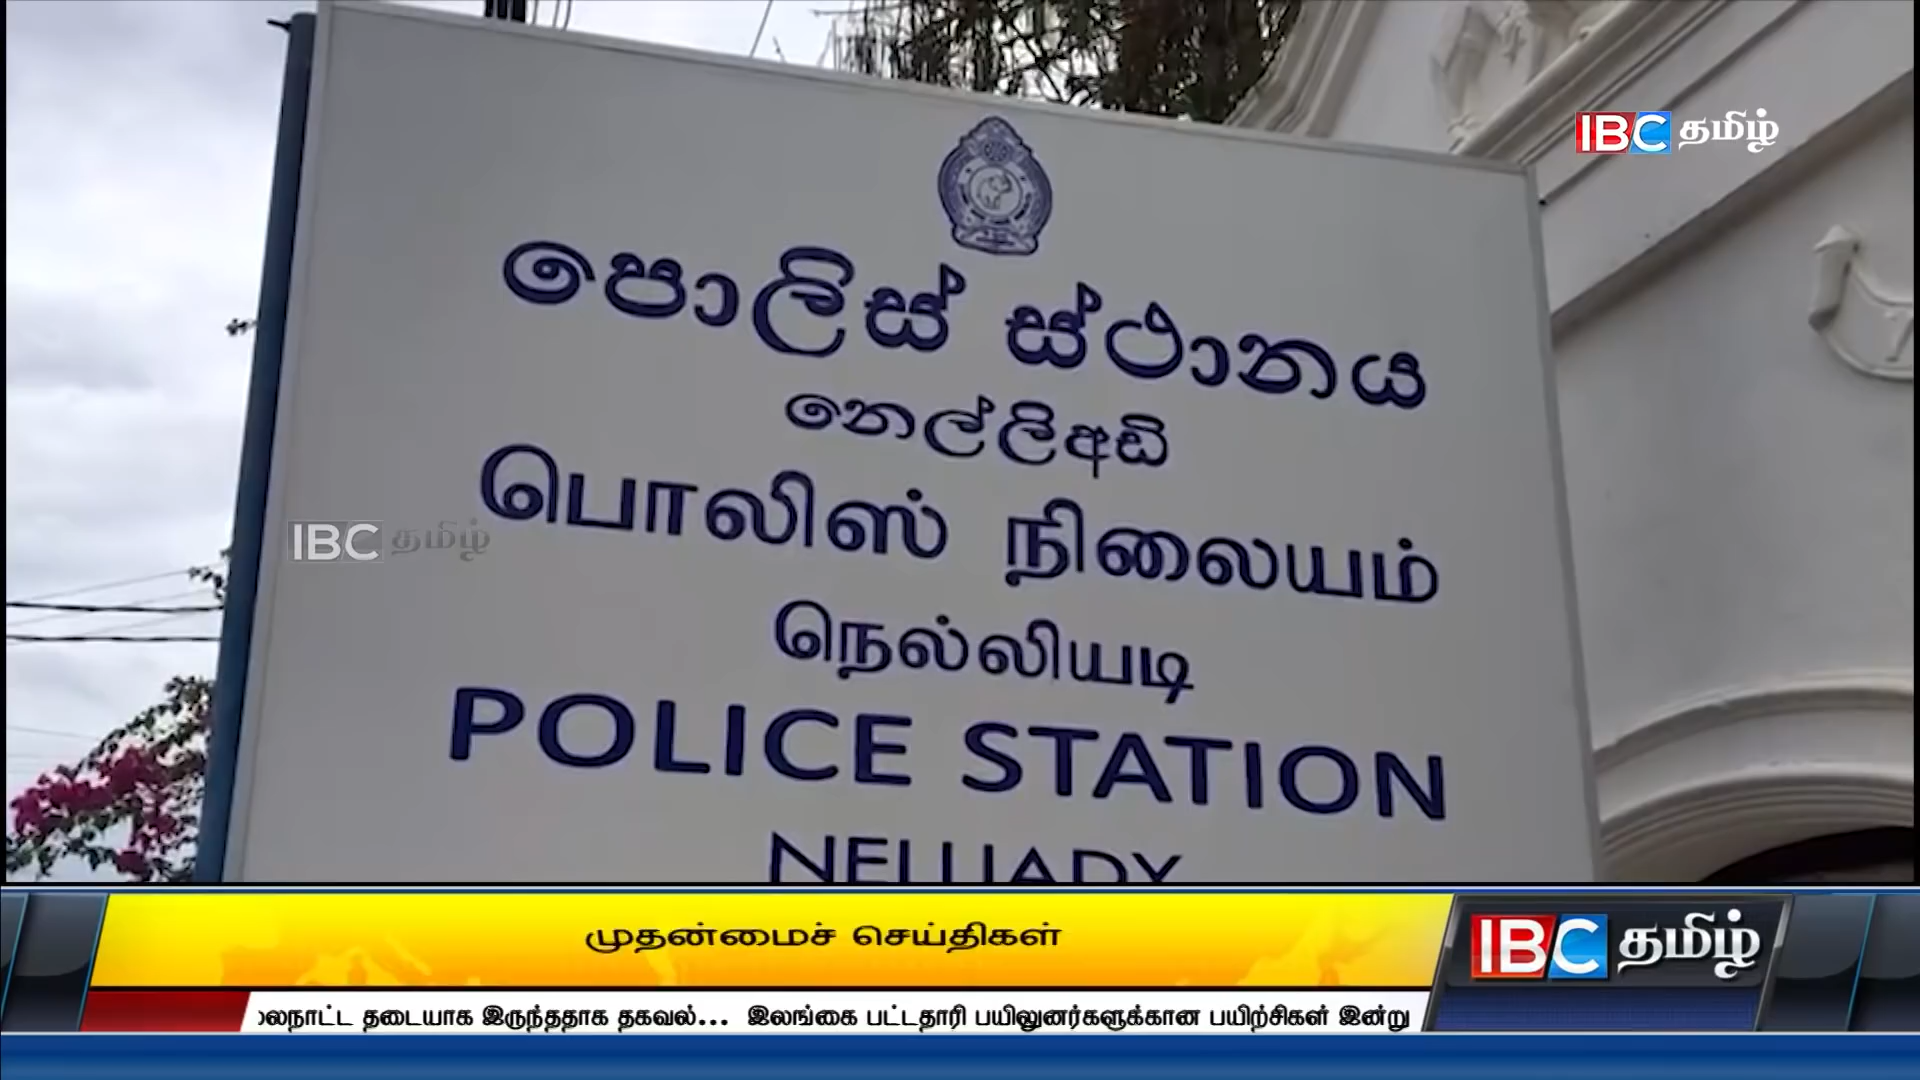 IBC தமிழ்
පොලිස් ස්ථානය
නෙල්ලිඅඩි
பொலிஸ் நிலையம்
IBC தமிழ்
நெல்லியடி
POLICE STATION
NELLIADY
முதன்மைச் செய்திகள்
IBC தமிழ்
தடையாக இருந்ததாக தகவல்... இலங்கை பட்டதாரி பயிலுனர்களுக்கான பயிற்சிகள் இன்று